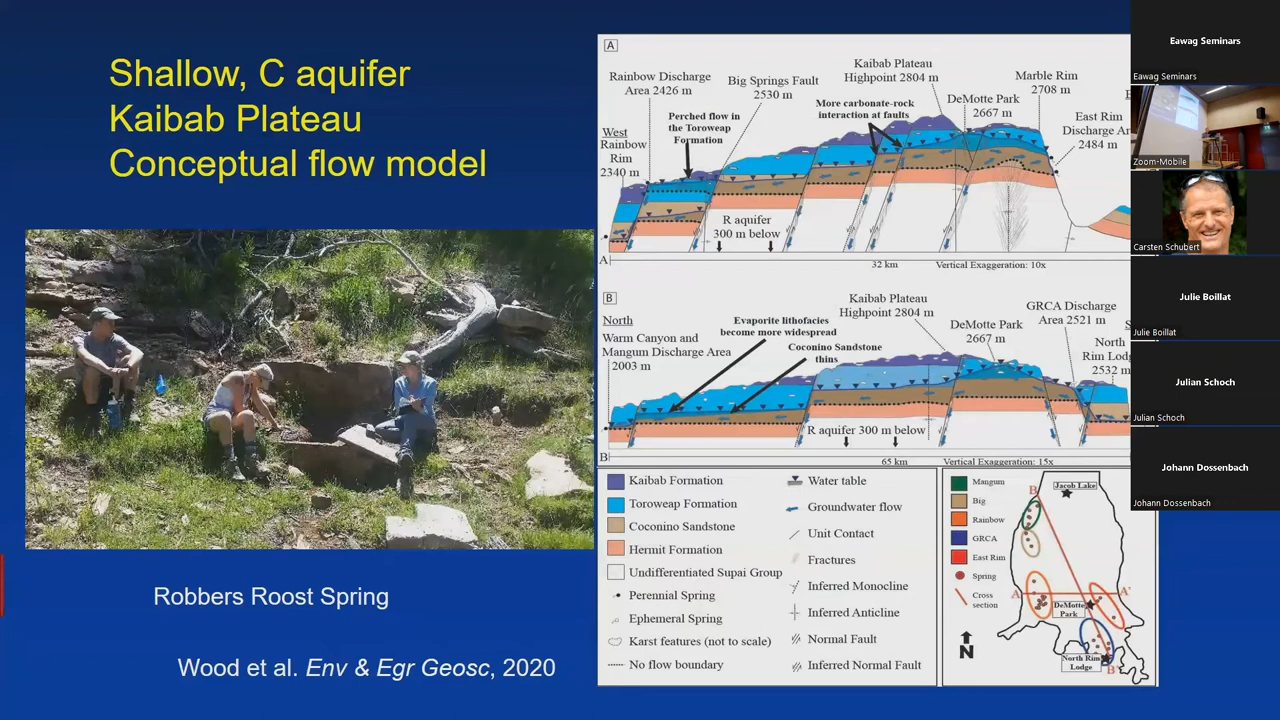 Shallow, C aquifer
Kaibab Plateau
Conceptual flow model
Robbers Roost Spring
Wood et al. Env & Egr Geosc, 2020
A
Rainbow Discharge
Area 2426 m
Big Springs Fault
2530 m
Kaibab Plateau
Highpoint 2804 m
Marble Rim
2708 m
DeMotte Park
2667 m
More carbonate-rock
interaction at faults
Perched flow in
the Toroweap
Formation
West
Rainbow
Rim
2340 m
East Rim
Discharge Ar
2484 m
R aquifer
300 m below
A
32 km
Vertical Exaggeration: 10x
B
Kaibab Plateau
Highpoint 2804 m
GRCA Discharge
Area 2521 m
North
Evaporite lithofacies
become more widespread
DeMotte Park
2667 m
Warm Canyon and
Mangum Discharge Area
2003 m
Coconino Sandstone
thins
North
Rim Lodg
2532 m
R aquifer 300 m below
B
65 km
Vertical Exaggeration: 15x
Kaibab Formation
Toroweap Formation
Coconino Sandstone
Hermit Formation
Undifferentiated Supai Group
Perennial Spring
Ephemeral Spring
Karst features (not to scale)
No flow boundary
Water table
Groundwater flow
Unit Contact
Fractures
Inferred Monocline
Inferred Anticline
Normal Fault
Inferred Normal Fault
Mangum
Big
Rainbow
GRCA
East Rim
Spring
Cross
section
N
Jacob Lake
B
A
A'
DeMotte
Park
North Rim
Lodge
B'
Eawag Seminars
Eawag Seminars
Zoom-Mobile
Carsten Schubert
Julie Boillat
Julie Boillat
Julian Schoch
Julian Schoch
Johann Dossenbach
Johann Dossenbach